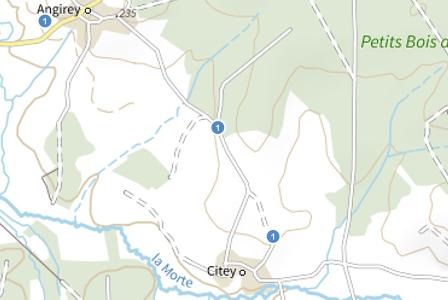 Angirey
235
1
Petits Bois d
1
1
la Morte
Citey